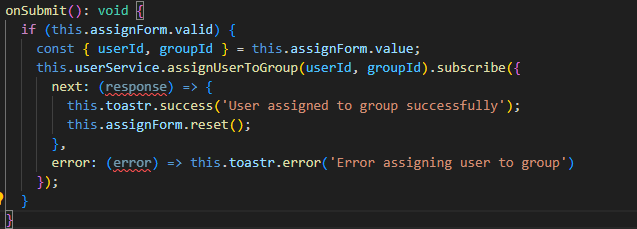 onSubmit(): void {
if (this.assignForm.valid) {
const { userId, groupId } = this.assignForm.value;
this.userService.assignUserToGroup(userId, groupId).subscribe({
next: (response) => {
this.toastr.success('User assigned to group successfully');
this.assignForm.reset();
},
error: (error) => this.toastr.error('Error assigning user to group')
});
}
}